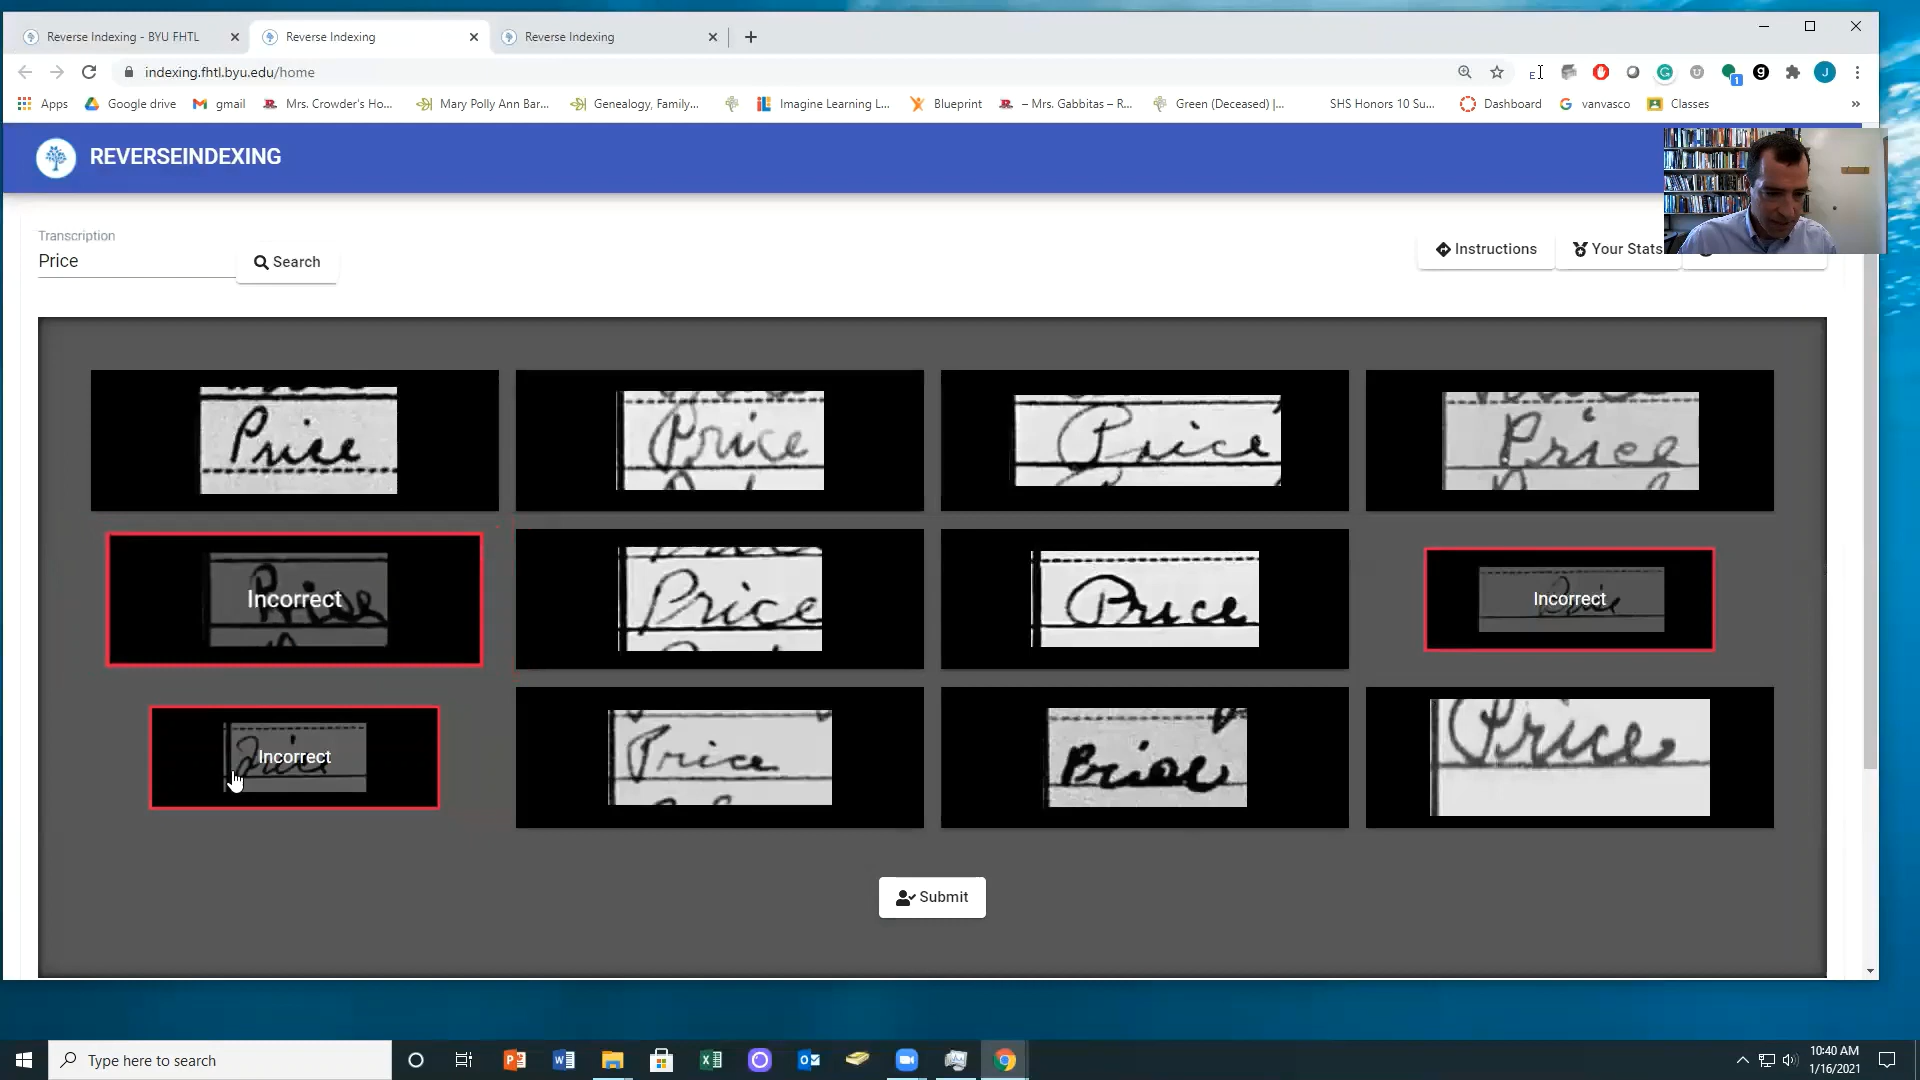 Reverse Indexing - BYU FHTL
Reverse Indexing
Reverse Indexing
indexing.fhtl.byu.edu/home
1
J
Apps
Google drive
gmail
Mrs. Crowder's Ho...
Mary Polly Ann Bar...
Genealogy, Family...
Imagine Learning L...
Blueprint
– Mrs. Gabbitas – R...
Green (Deceased) |...
SHS Honors 10 Su...
Dashboard
vanvasco
Classes
»
REVERSEINDEXING
Transcription
Price
Search
Instructions
Your Stats
Price
Price
Price
Price
Incorrect
Price
Price
Incorrect
Incorrect
Price
Price
Price
Submit
Type here to search
10:40 AM
1/16/2021